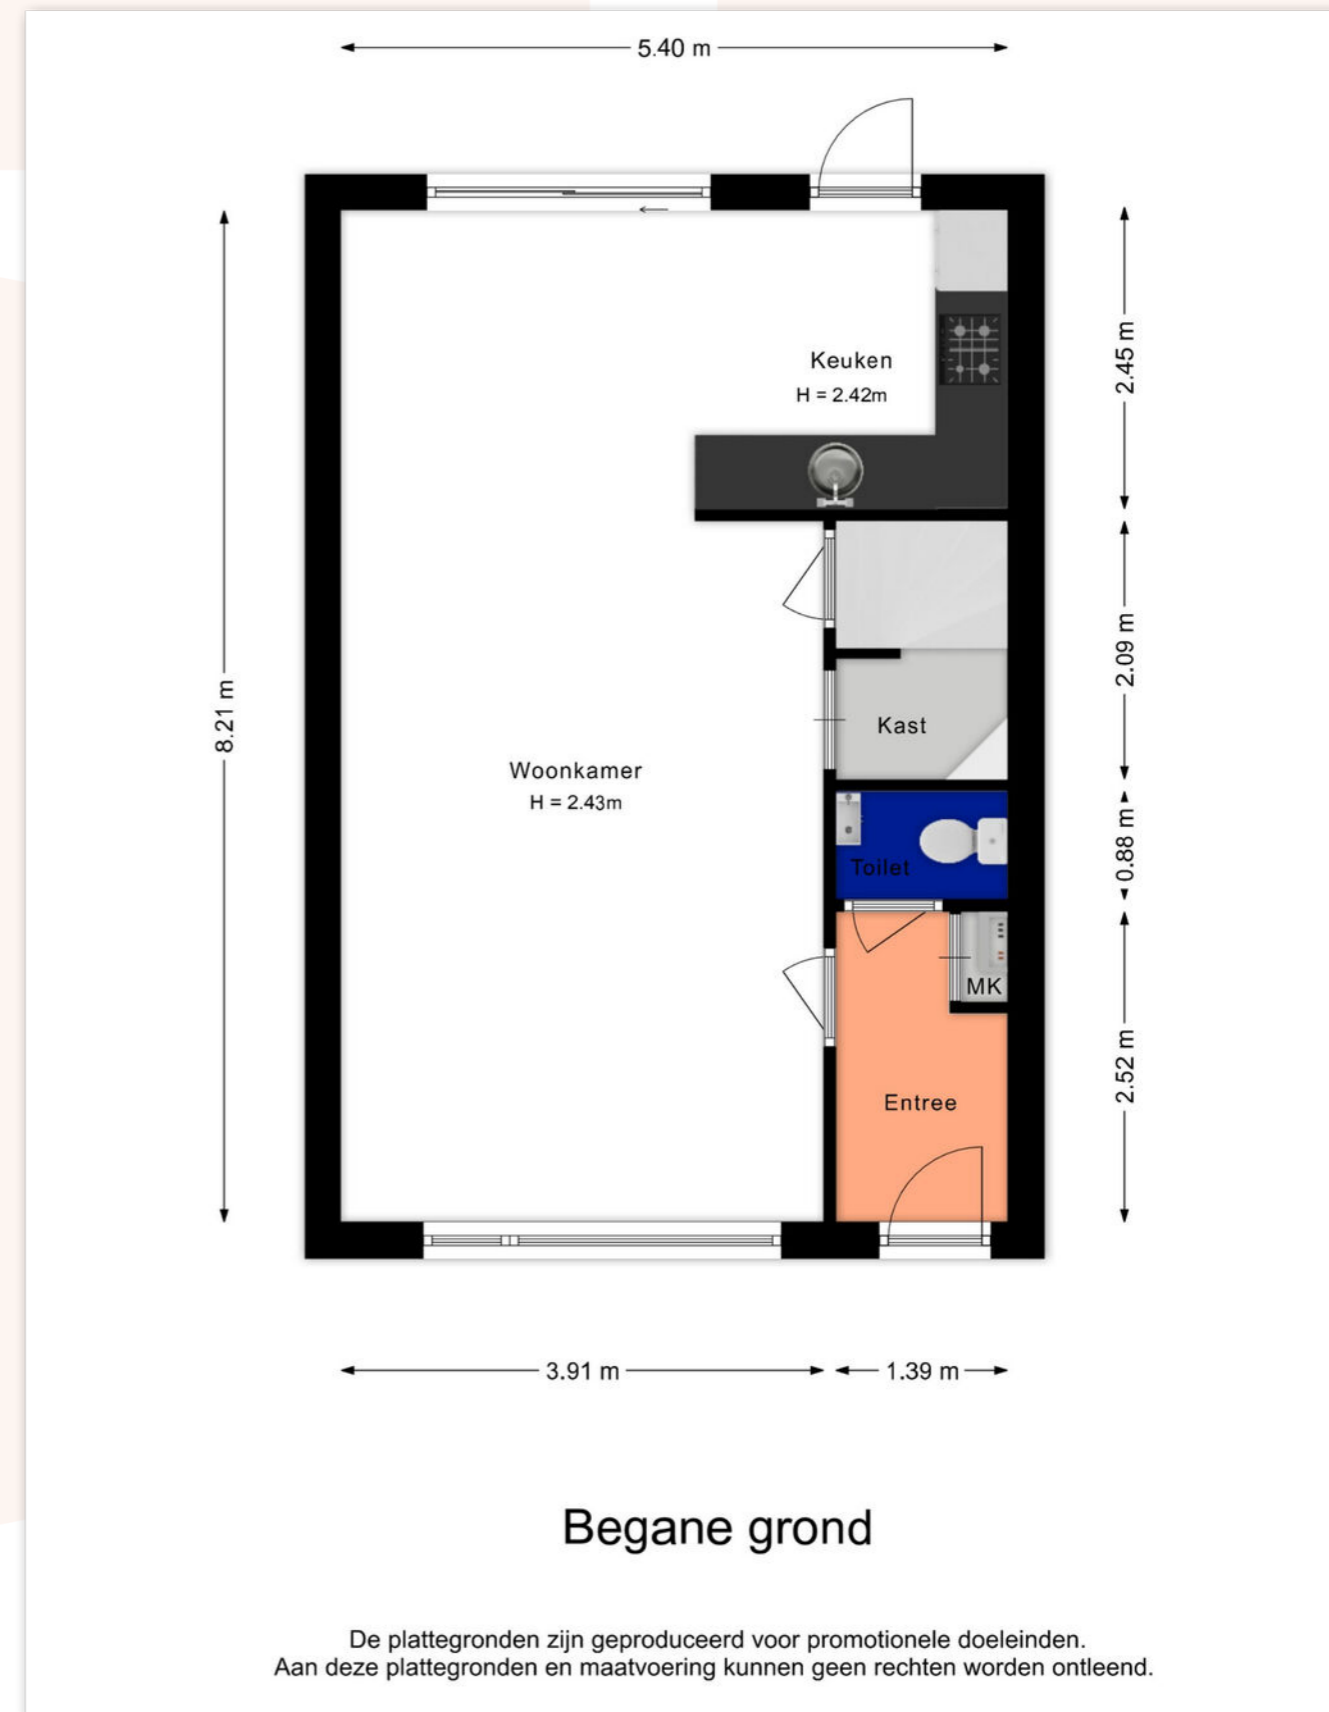 5.40 m
Keuken
H = 2.42m
2.45 m
2.09 m
8.21 m
Kast
Woonkamer
H = 2.43m
0.88 m
Toilet
MK
2.52 m
Entree
3.91 m
1.39 m
Begane grond
De plattegronden zijn geproduceerd voor promotionele doeleinden.
Aan deze plattegronden en maatvoering kunnen geen rechten worden ontleend.